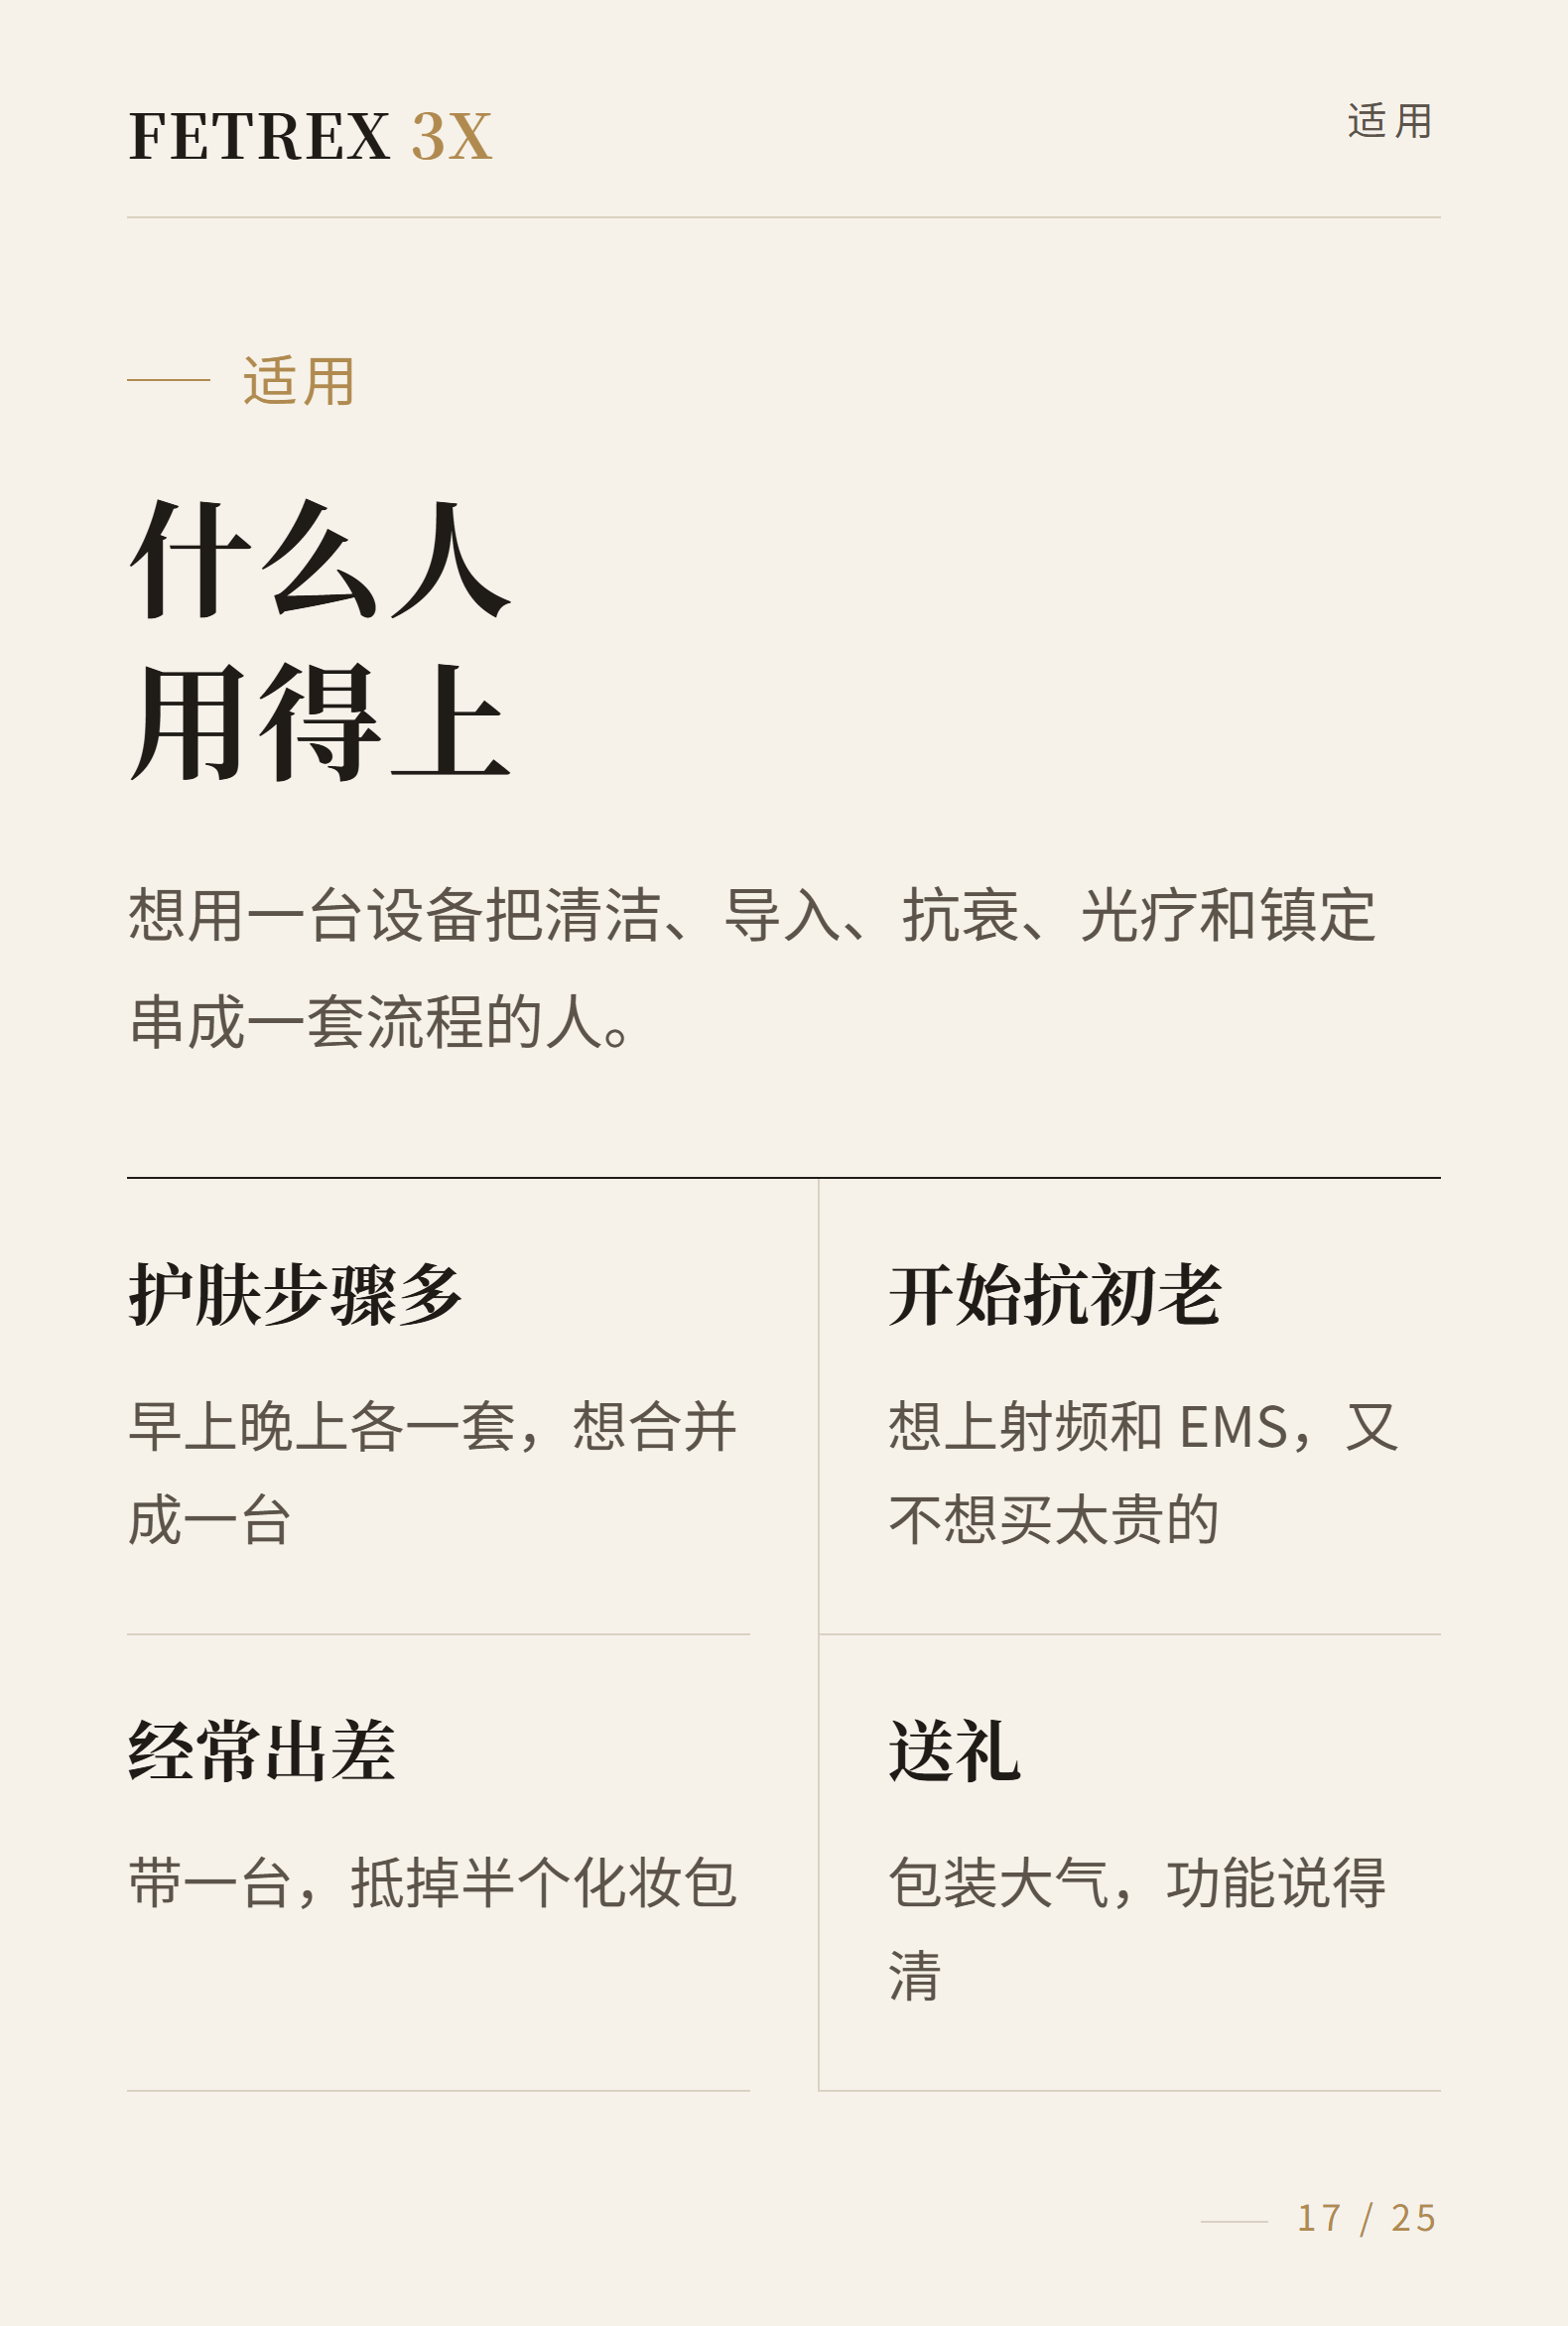 FETREX 3X
适用
适用
什么人
用得上
想用一台设备把清洁、导入、抗衰、光疗和镇定
串成一套流程的人。
护肤步骤多
早上晚上各一套，想合并
成一台
开始抗初老
想上射频和 EMS，又
不想买太贵的
经常出差
带一台，抵掉半个化妆包
送礼
包装大气，功能说得
清
17 / 25